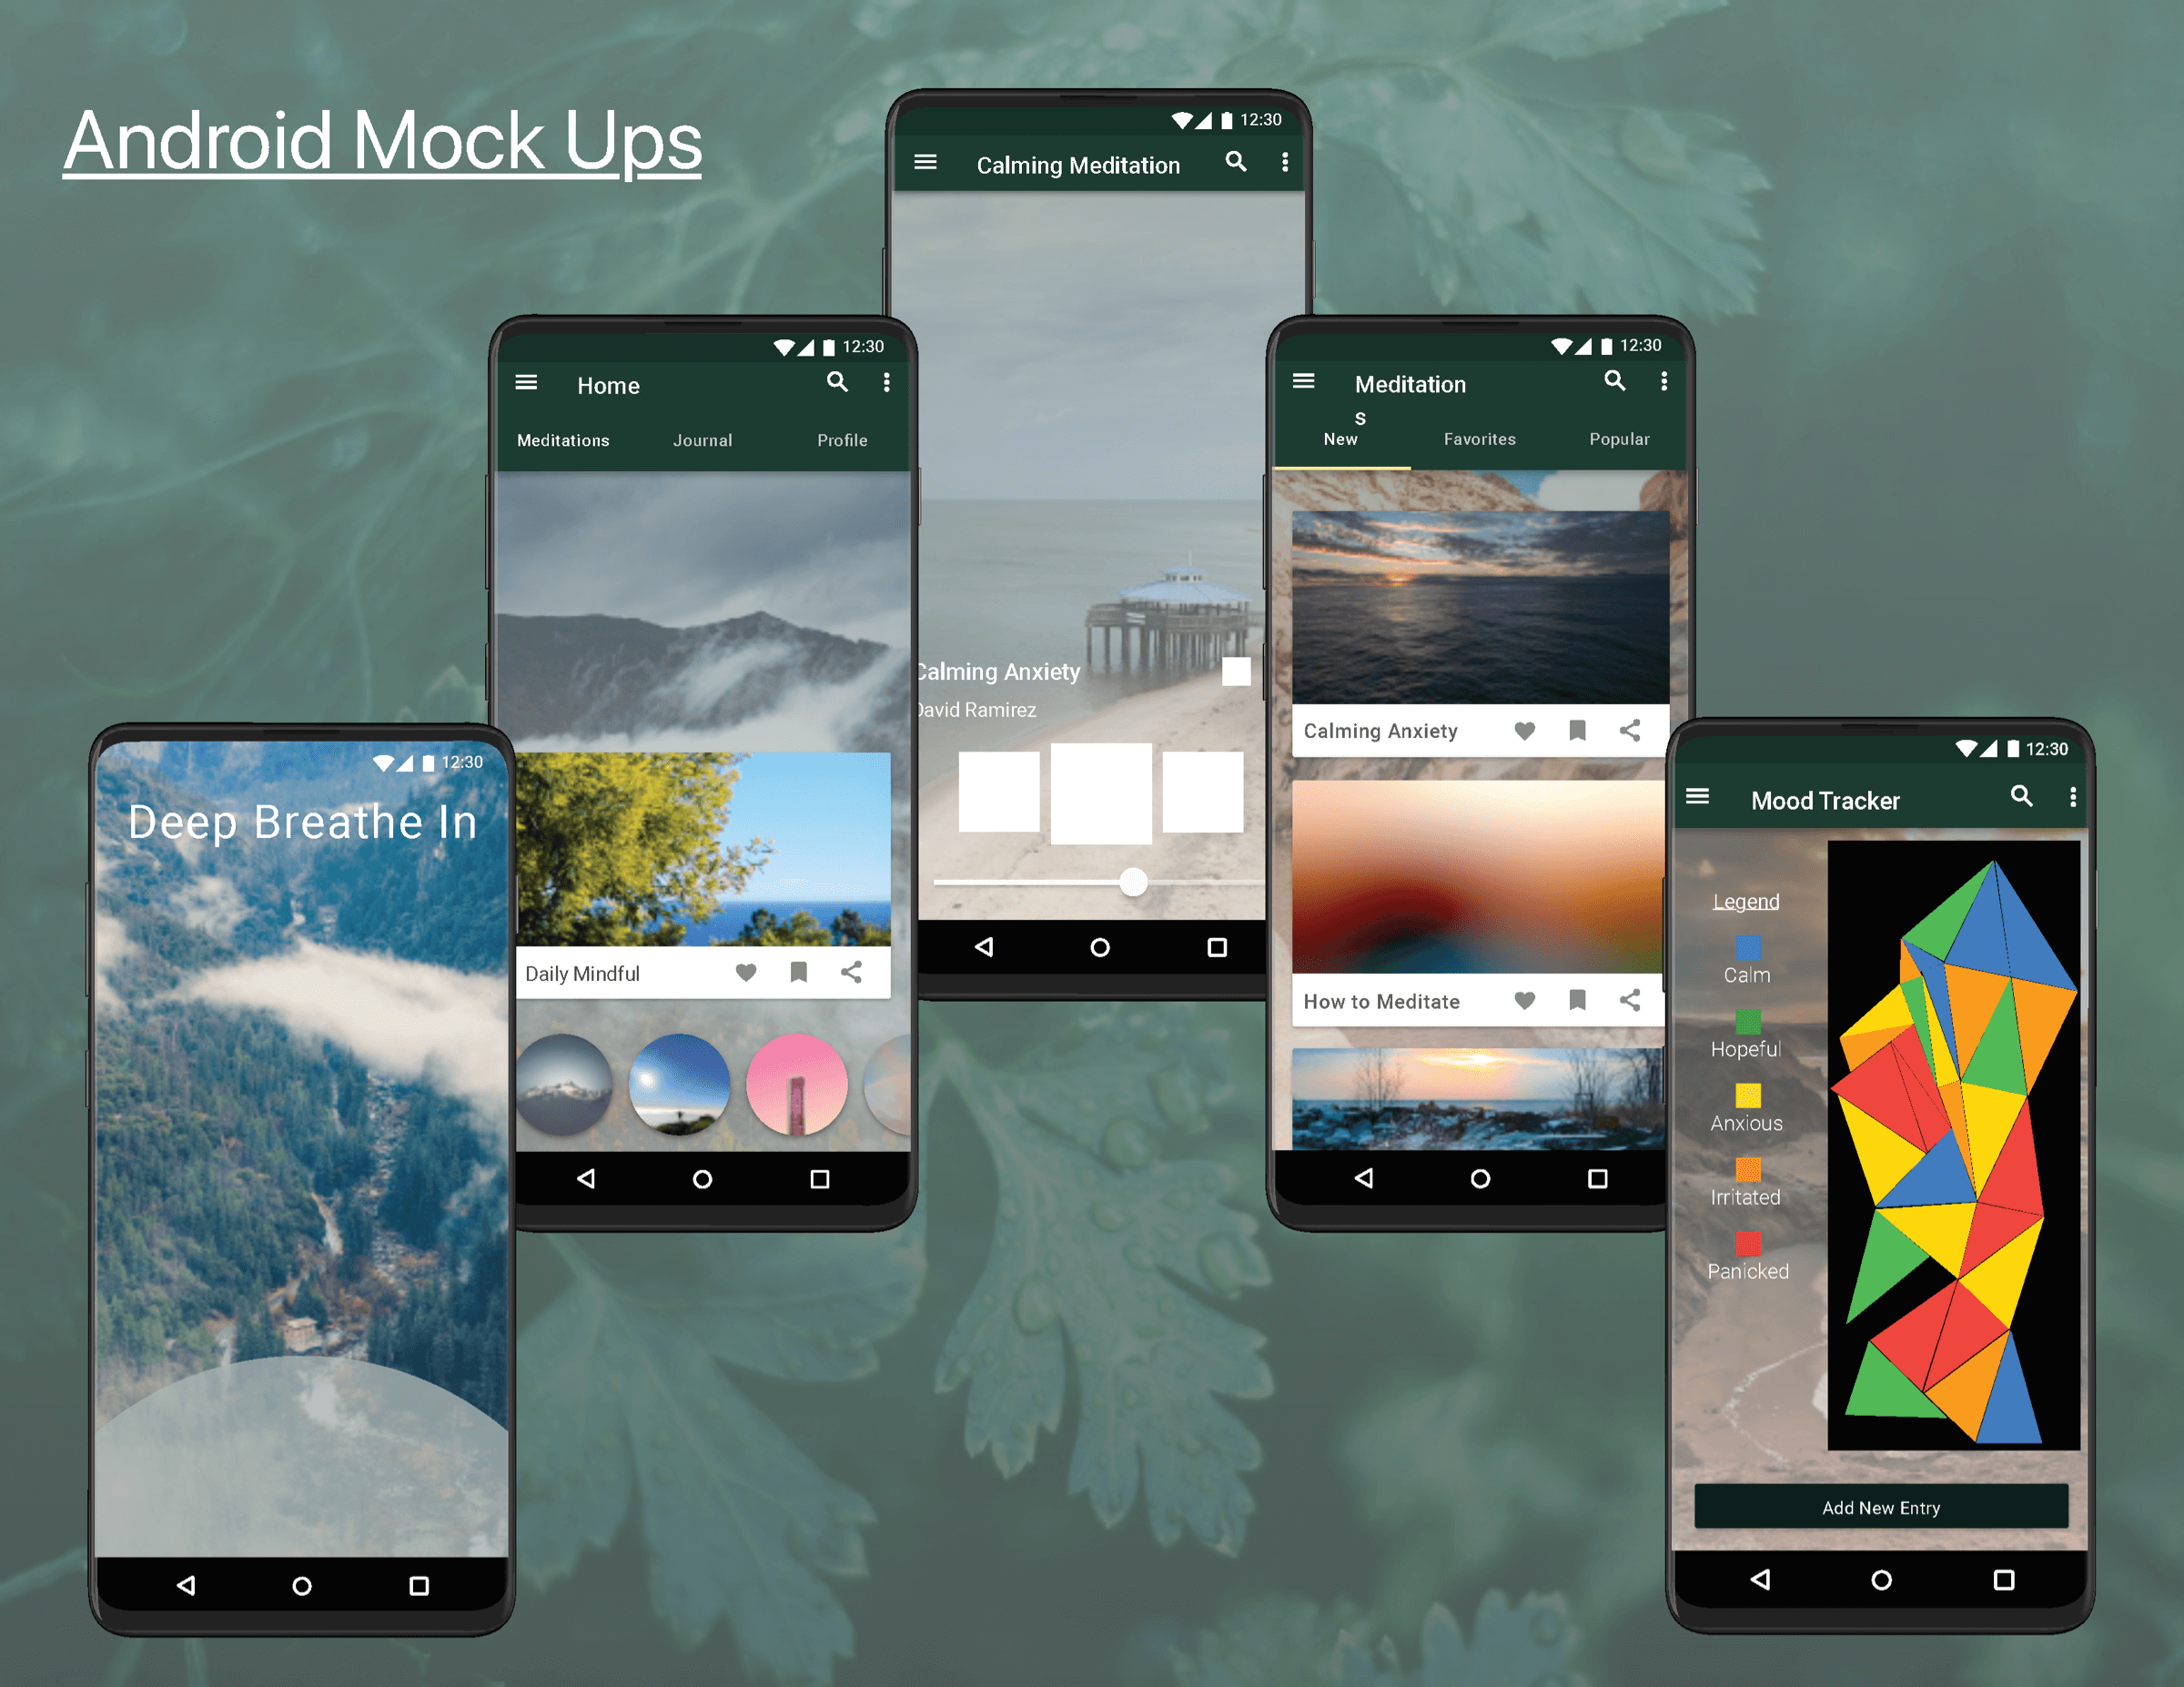 Android Mock Ups
12:30
Deep Breathe In
12:30
Home
Meditations Journal Profile
Daily Mindful
12:30
Calming Meditation
Calming Anxiety
David Ramirez
12:30
Meditation
s
New Favorites Popular
Calming Anxiety
How to Meditate
12:30
Mood Tracker
Legend
Calm
Hopeful
Anxious
Irritated
Panicked
Add New Entry